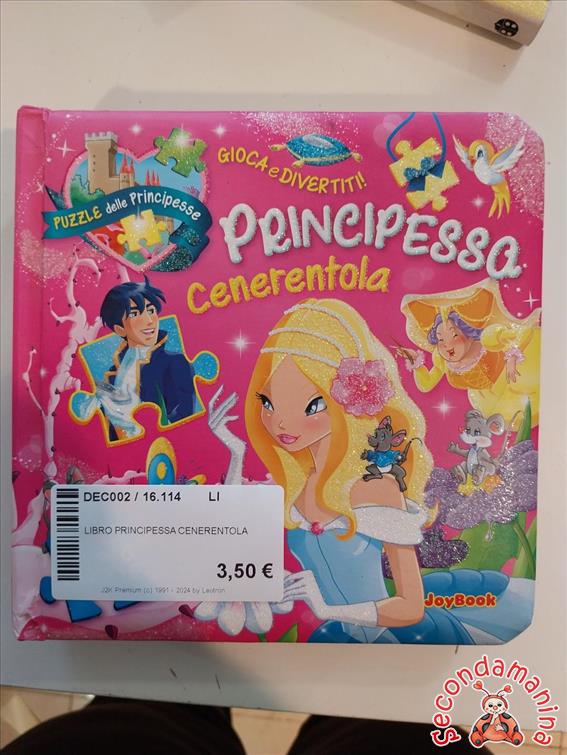 GIOCA e DIVERTITI!
PUZZLE delle Principesse
PRINCIPESSA
Cenerentola
DEC002 / 16.114 LI
LIBRO PRINCIPESSA CENERENTOLA
3,50 €
J2K Premium (c) 1991 - 2024 by Leotron
JoyBook
secondamanina